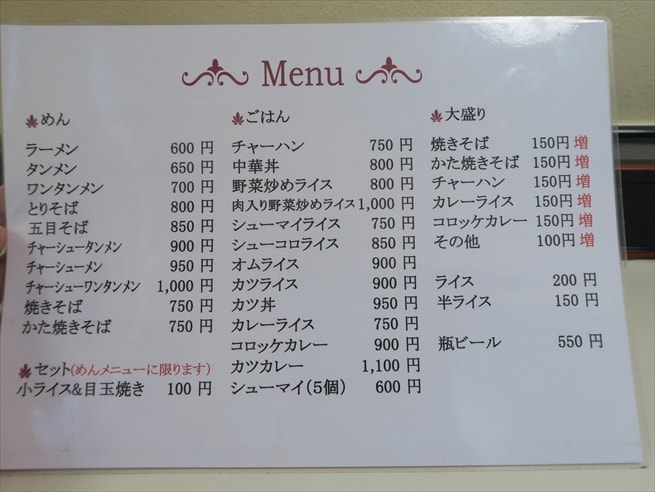 Menu
めん
ラーメン 600 円
タンメン 650 円
ワンタンメン 700 円
とりそば 800 円
五目そば 850 円
チャーシュータンメン 900 円
チャーシューメン 950 円
チャーシューワンタンメン 1,000 円
焼きそば 750 円
かた焼きそば 750 円
セット(めんメニューに限ります)
小ライス&目玉焼き 100 円
ごはん
チャーハン 750 円
中華丼 800 円
野菜炒めライス 800 円
肉入り野菜炒めライス 1,000 円
シューマイライス 750 円
シューコロライス 850 円
オムライス 900 円
カツライス 900 円
カツ丼 950 円
カレーライス 750 円
コロッケカレー 900 円
カツカレー 1,100 円
シューマイ(5個) 600 円
大盛り
焼きそば 150円 増
かた焼きそば 150円 増
チャーハン 150円 増
カレーライス 150円 増
コロッケカレー 150円 増
その他 100円 増
ライス 200 円
半ライス 150 円
瓶ビール 550 円